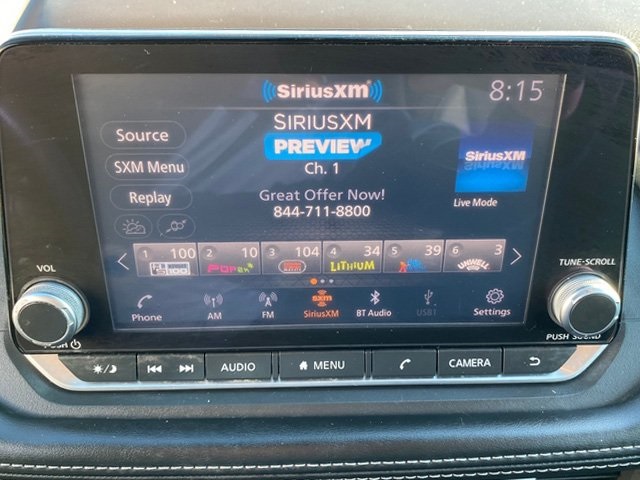 SiriusXM
8:15
SIRIUSXM
PREVIEW
Ch. 1
Great Offer Now!
844-711-8800
Source
SXM Menu
Replay
SiriusXM
Live Mode
1 100 2 10 3 104 4 34 5 39 6 3
LITHIUM UNWELL
VOL
TUNE·SCROLL
Phone AM FM SiriusXM BT Audio USB1 Settings
PUSH
PUSH SOUND
AUDIO MENU CAMERA